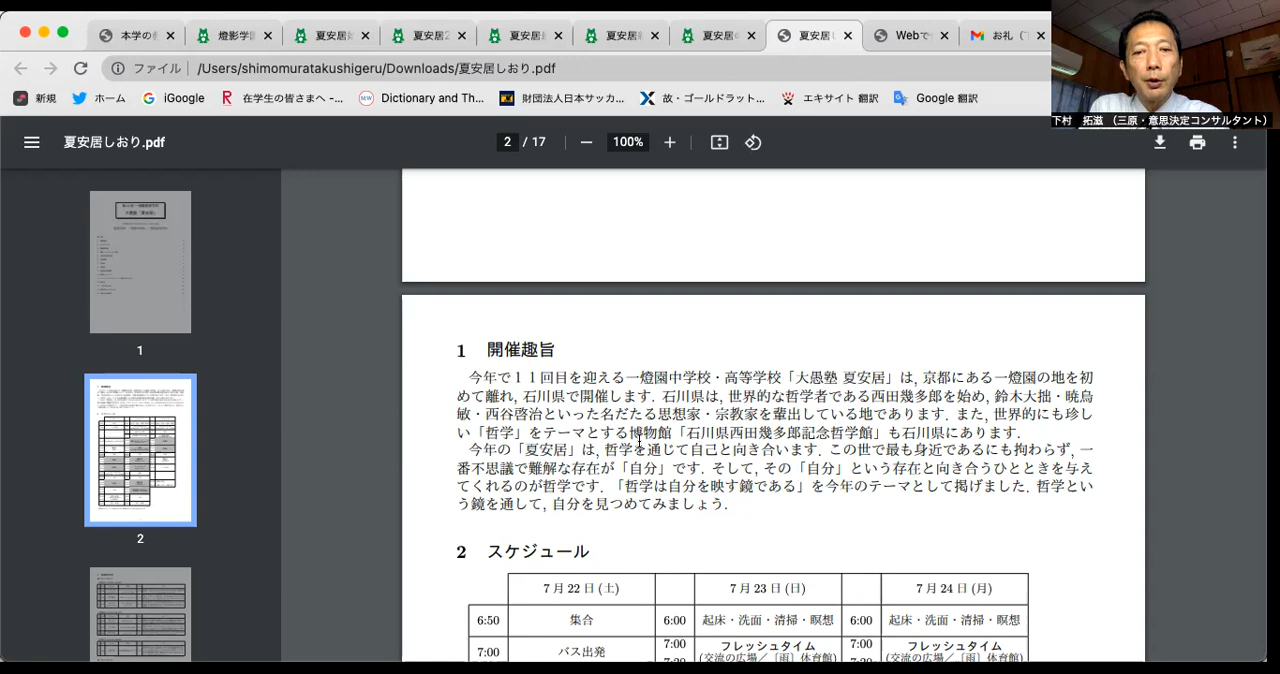 本学の
燈影学
夏安居
夏安居
夏安居
夏安居
夏安居
夏安居し
Webで
お礼（
ファイル /Users/shimomuratakushigeru/Downloads/夏安居しおり.pdf
新規 ホーム iGoogle 在学生の皆さまへ -... Dictionary and Th... 財団法人日本サッカ... 故・ゴールドラット... エキサイト 翻訳 Google 翻訳
下村 拓滋（三原・意思決定コンサルタント）
夏安居しおり.pdf 2 / 17 100%
1
2
1 開催趣旨
今年で１１回目を迎える一燈園中学校・高等学校「大愚塾 夏安居」は, 京都にある一燈園の地を初
めて離れ, 石川県で開催します. 石川県は, 世界的な哲学者である西田幾多郎を始め, 鈴木大拙・暁烏
敏・西谷啓治といった名だたる思想家・宗教家を輩出している地であります. また, 世界的にも珍し
い「哲学」をテーマとする博物館「石川県西田幾多郎記念哲学館」も石川県にあります.
今年の「夏安居」は, 哲学を通じて自己と向き合います. この世で最も身近であるにも拘わらず, 一
番不思議で難解な存在が「自分」です. そして, その「自分」という存在と向き合うひとときを与え
てくれるのが哲学です. 「哲学は自分を映す鏡である」を今年のテーマとして掲げました. 哲学とい
う鏡を通して, 自分を見つめてみましょう.
2 スケジュール
7 月 22 日 (土) 7 月 23 日 (日) 7 月 24 日 (月)
6:50 集合 6:00 起床・洗面・清掃・瞑想 6:00 起床・洗面・清掃・瞑想
7:00 バス出発 7:00 フレッシュタイム 7:00 フレッシュタイム
(交流の広場／〔雨〕体育館) (交流の広場／〔雨〕体育館)